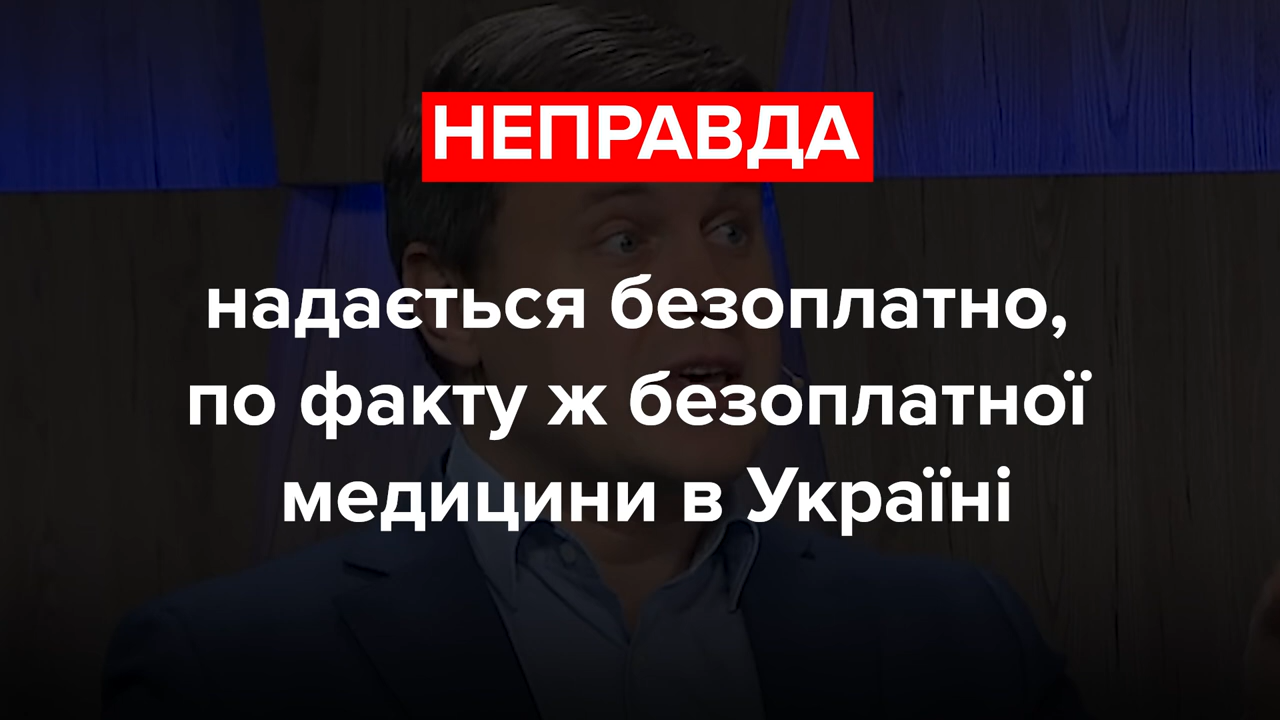 НЕПРАВДА
надається безоплатно,
по факту ж безоплатної
медицини в Україні